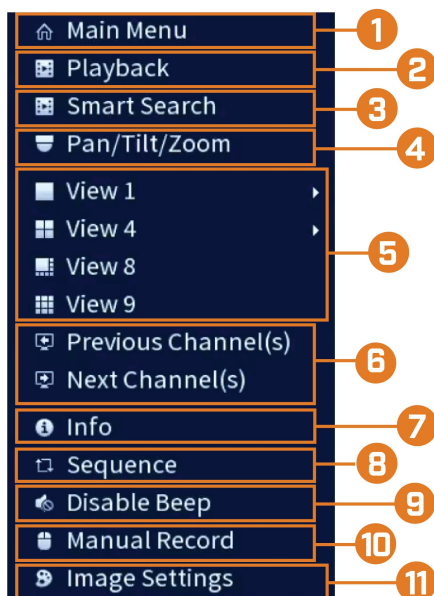 Main Menu 1
Playback 2
Smart Search 3
Pan/Tilt/Zoom 4
View 1
View 4
View 8
View 9
5
Previous Channel(s)
Next Channel(s)
6
Info 7
Sequence 8
Disable Beep 9
Manual Record 10
Image Settings 11